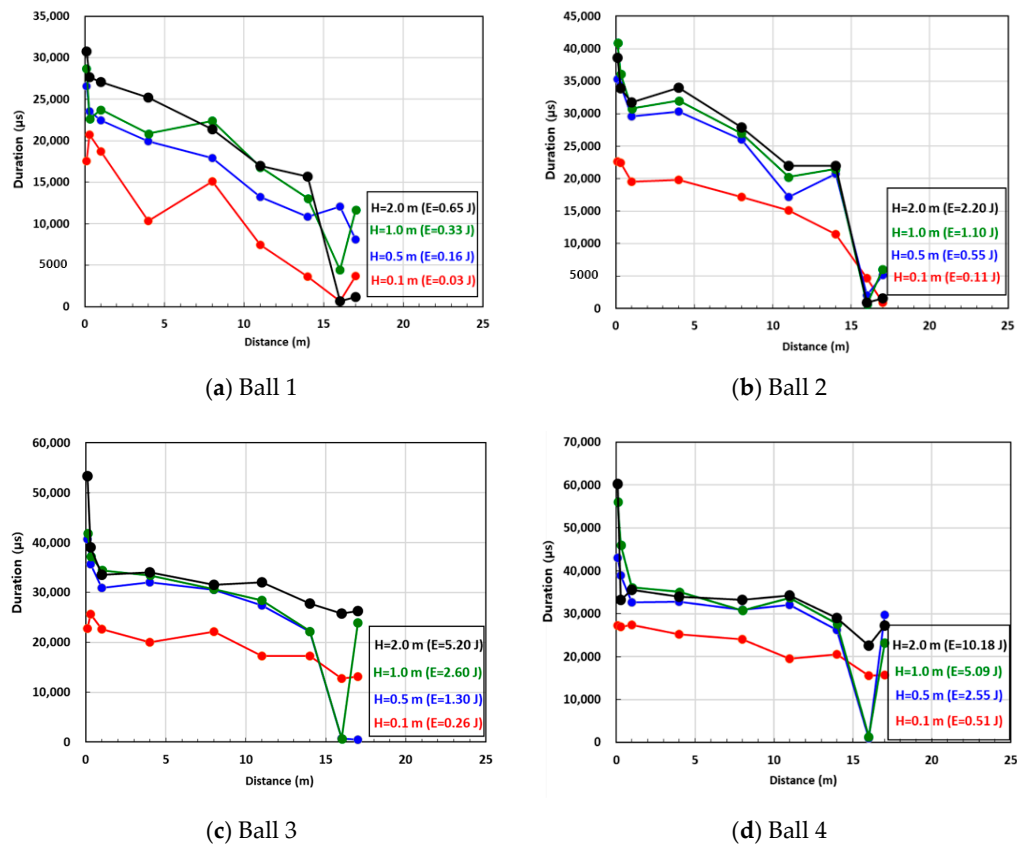 35,000
30,000
25,000
20,000
15,000
10,000
5000
0
Duration (µs)
0 5 10 15 20 25
Distance (m)
H=2.0 m (E=0.65 J)
H=1.0 m (E=0.33 J)
H=0.5 m (E=0.16 J)
H=0.1 m (E=0.03 J)
(a) Ball 1
45,000
40,000
35,000
30,000
25,000
20,000
15,000
10,000
5000
0
Duration (µs)
0 5 10 15 20 25
Distance (m)
H=2.0 m (E=2.20 J)
H=1.0 m (E=1.10 J)
H=0.5 m (E=0.55 J)
H=0.1 m (E=0.11 J)
(b) Ball 2
60,000
50,000
40,000
30,000
20,000
10,000
0
Duration (µs)
0 5 10 15 20 25
Distance (m)
H=2.0 m (E=5.20 J)
H=1.0 m (E=2.60 J)
H=0.5 m (E=1.30 J)
H=0.1 m (E=0.26 J)
(c) Ball 3
70,000
60,000
50,000
40,000
30,000
20,000
10,000
0
Duration (µs)
0 5 10 15 20 25
Distance (m)
H=2.0 m (E=10.18 J)
H=1.0 m (E=5.09 J)
H=0.5 m (E=2.55 J)
H=0.1 m (E=0.51 J)
(d) Ball 4